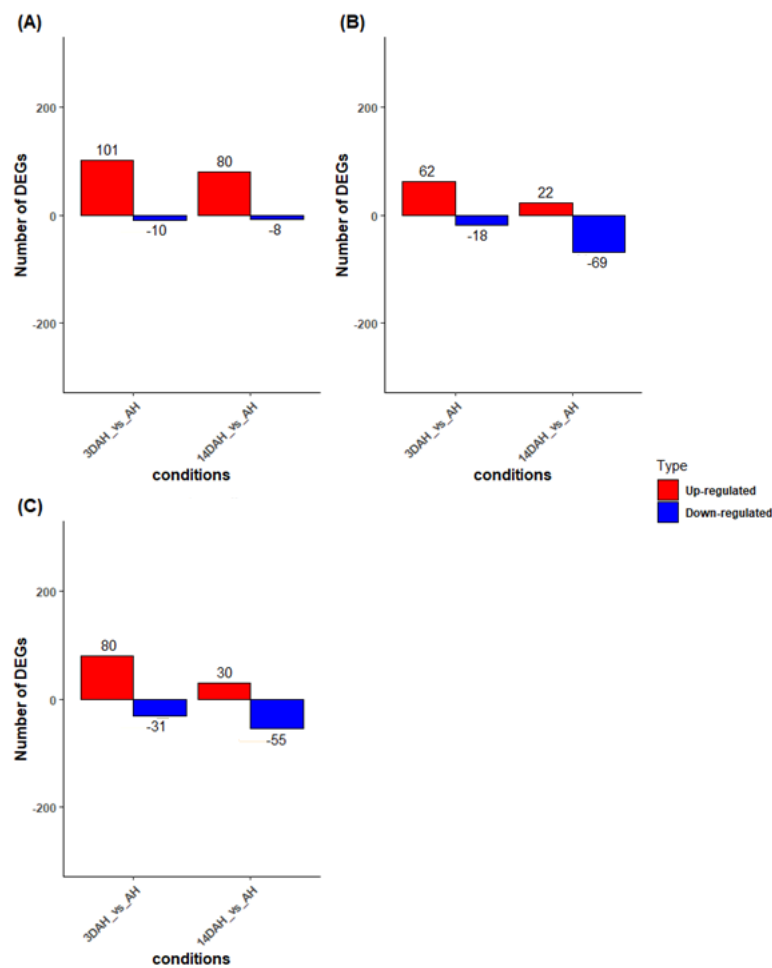 (A)
Number of DEGs
200
0
-200
101
-10
80
-8
3DAH_vs_AH
14DAH_vs_AH
conditions
(B)
Number of DEGs
200
0
-200
62
-18
22
-69
3DAH_vs_AH
14DAH_vs_AH
conditions
Type
Up-regulated
Down-regulated
(C)
Number of DEGs
200
0
-200
80
-31
30
-55
3DAH_vs_AH
14DAH_vs_AH
conditions